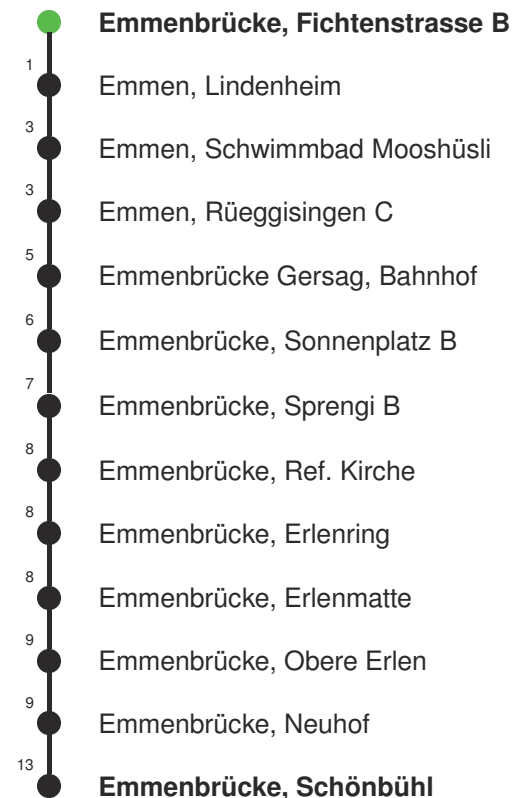 Emmenbrücke, Fichtenstrasse B
1
Emmen, Lindenheim
3
Emmen, Schwimmbad Mooshüsli
3
Emmen, Rüeggisingen C
5
Emmenbrücke Gersag, Bahnhof
6
Emmenbrücke, Sonnenplatz B
7
Emmenbrücke, Sprengi B
8
Emmenbrücke, Ref. Kirche
8
Emmenbrücke, Erlenring
8
Emmenbrücke, Erlenmatte
9
Emmenbrücke, Obere Erlen
9
Emmenbrücke, Neuhof
13
Emmenbrücke, Schönbühl